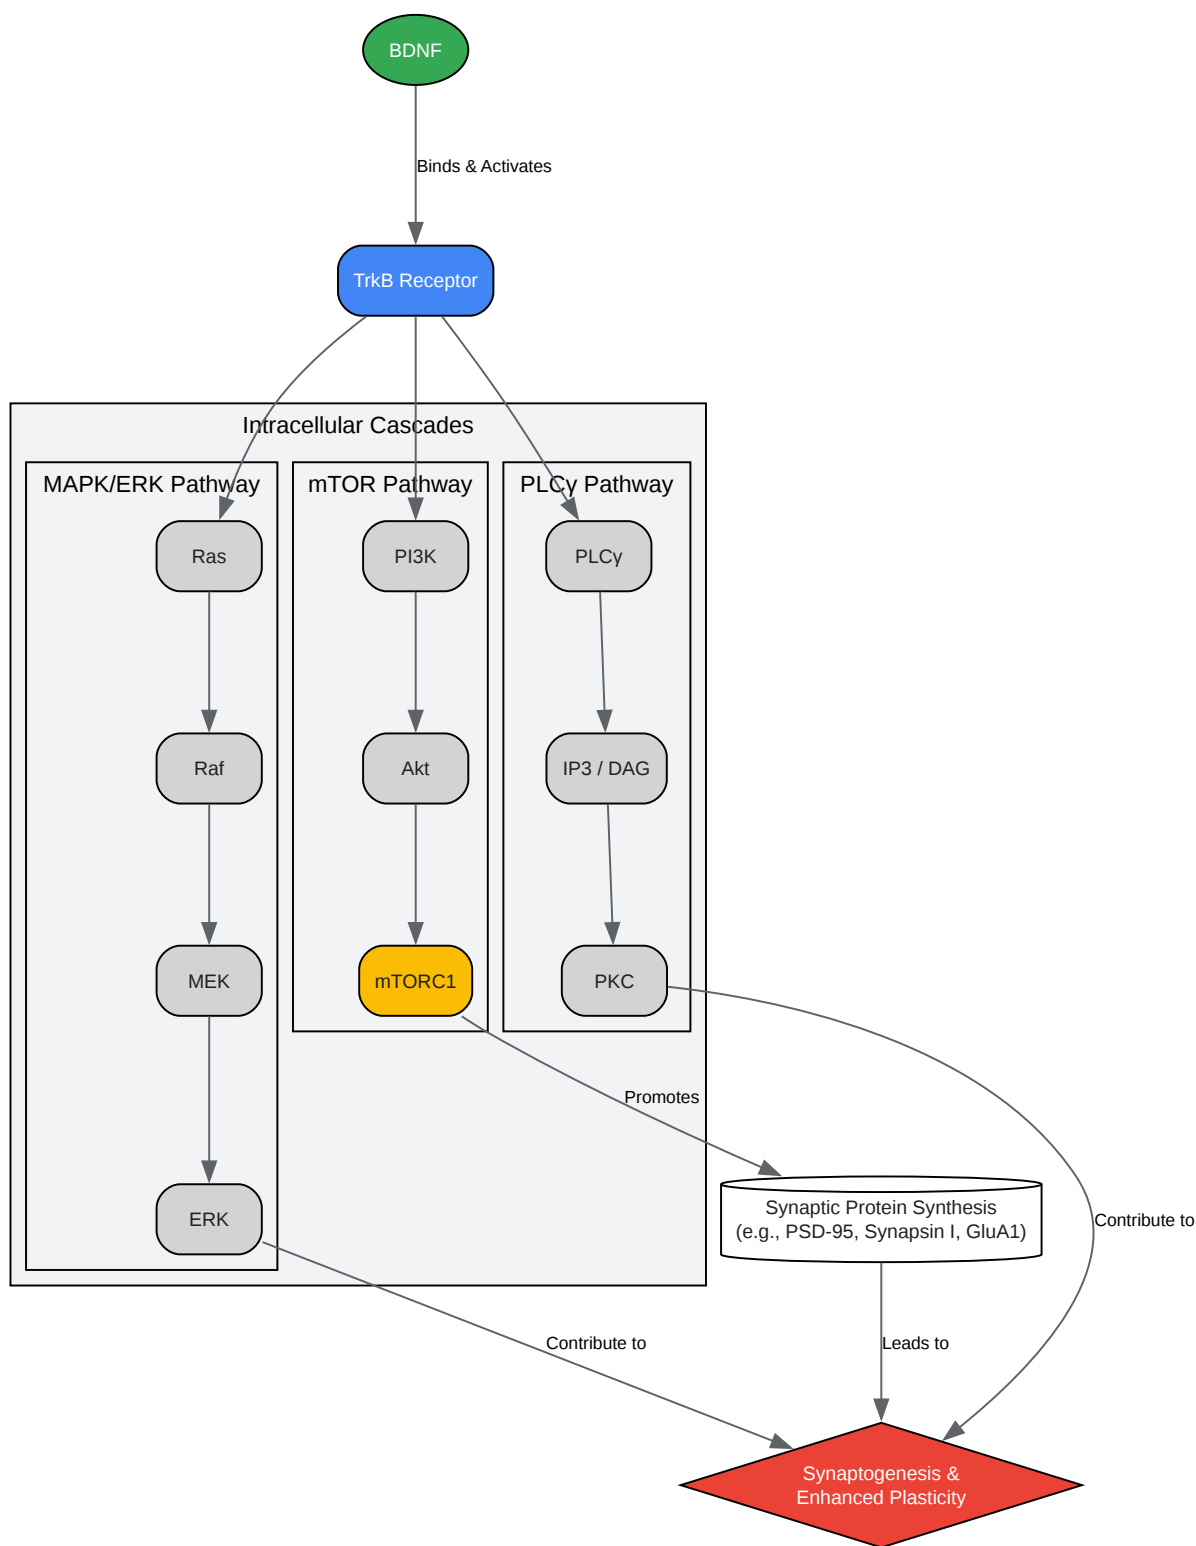 BDNF
Binds & Activates
TrkB Receptor
Intracellular Cascades
MAPK/ERK Pathway
mTOR Pathway
PLCγ Pathway
Ras
PI3K
PLCγ
Raf
Akt
IP3 / DAG
MEK
mTORC1
PKC
Promotes
ERK
Synaptic Protein Synthesis
(e.g., PSD-95, Synapsin I, GluA1)
Contribute to
Contribute to
Leads to
Synaptogenesis &
Enhanced Plasticity